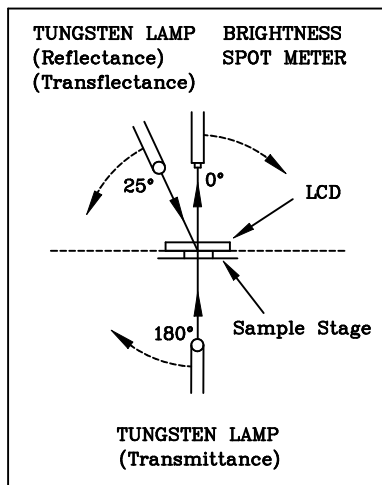 TUNGSTEN LAMP
(Reflectance)
(Transflectance)
BRIGHTNESS
SPOT METER
25°
0°
LCD
180°
Sample Stage
TUNGSTEN LAMP
(Transmittance)